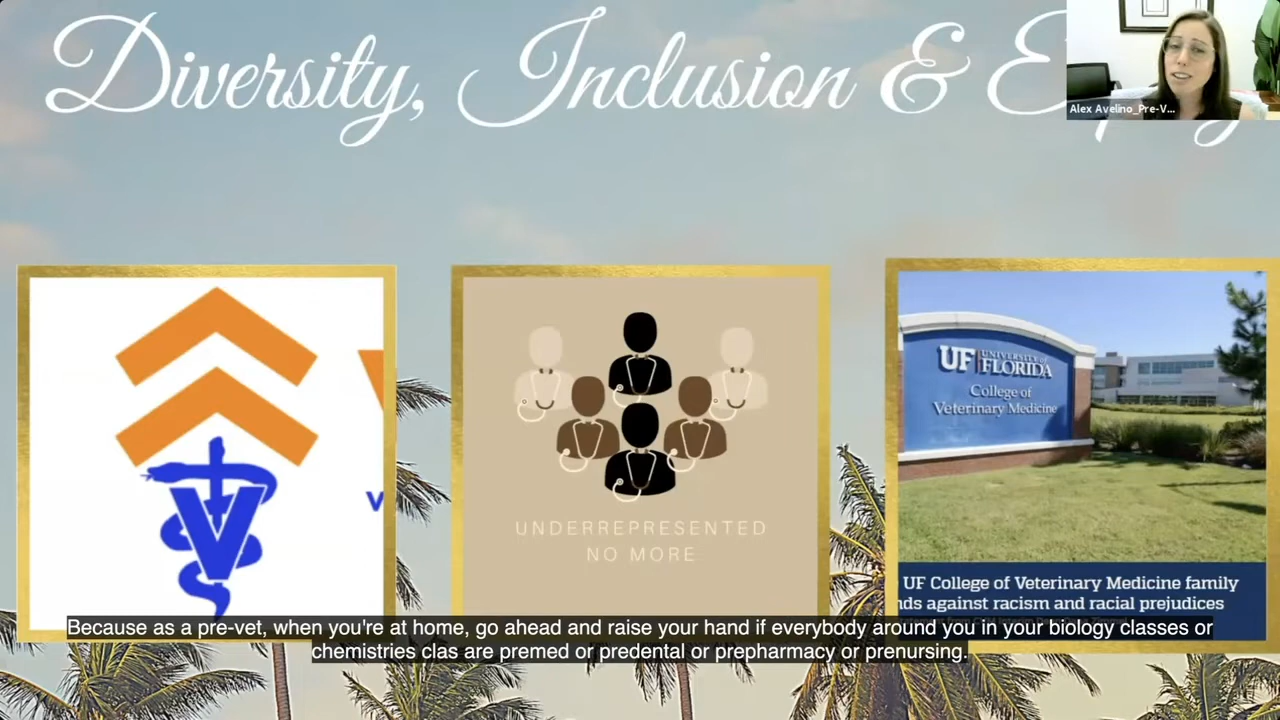 Diversity, Inclusion &
Alex Avelino_Pre-V...
UNDERREPRESENTED
NO MORE
UF UNIVERSITY of
FLORIDA
College of
Veterinary Medicine
UF College of Veterinary Medicine family
nds against racism and racial prejudices
Because as a pre-vet, when you're at home, go ahead and raise your hand if everybody around you in your biology classes or
chemistries clas are premed or predental or prepharmacy or prenursing.